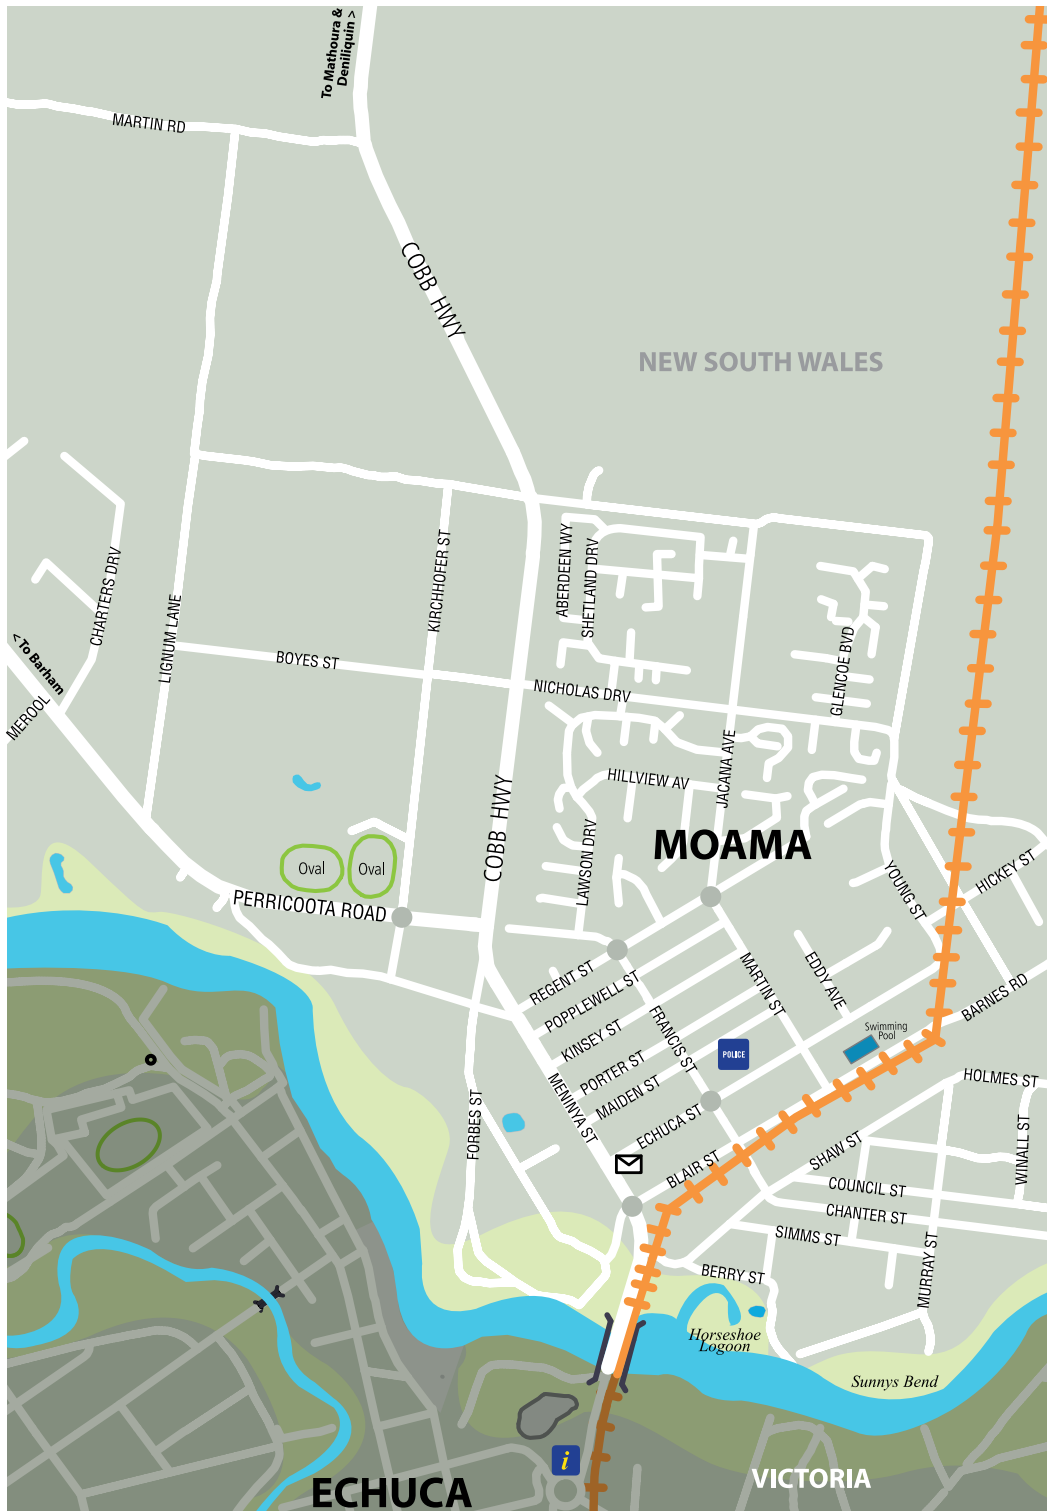 To Mathoura &
Deniliquin >
MARTIN RD
COBB HWY
NEW SOUTH WALES
CHARTERS DRV
LIGNUM LANE
KIRCHHOFER ST
ABERDEEN WY
SHETLAND DRV
< To Barham
MEROOL
BOYES ST
NICHOLAS DRV
GLENCOE BVD
JACANA AVE
HILLVIEW AV
COBB HWY
LAWSON DRV
MOAMA
Oval
Oval
PERRICOOTA ROAD
YOUNG ST
HICKEY ST
REGENT ST
POPPLEWELL ST
KINSEY ST
PORTER ST
MAIDEN ST
ECHUCA ST
BLAIR ST
FRANCIS ST
MARTIN ST
EDDY AVE
BARNES RD
Swimming
Pool
POLICE
MENINYA ST
FORBES ST
HOLMES ST
WINALL ST
SHAW ST
COUNCIL ST
CHANTER ST
SIMMS ST
MURRAY ST
BERRY ST
Horseshoe
Logoon
Sunnys Bend
i
ECHUCA
VICTORIA